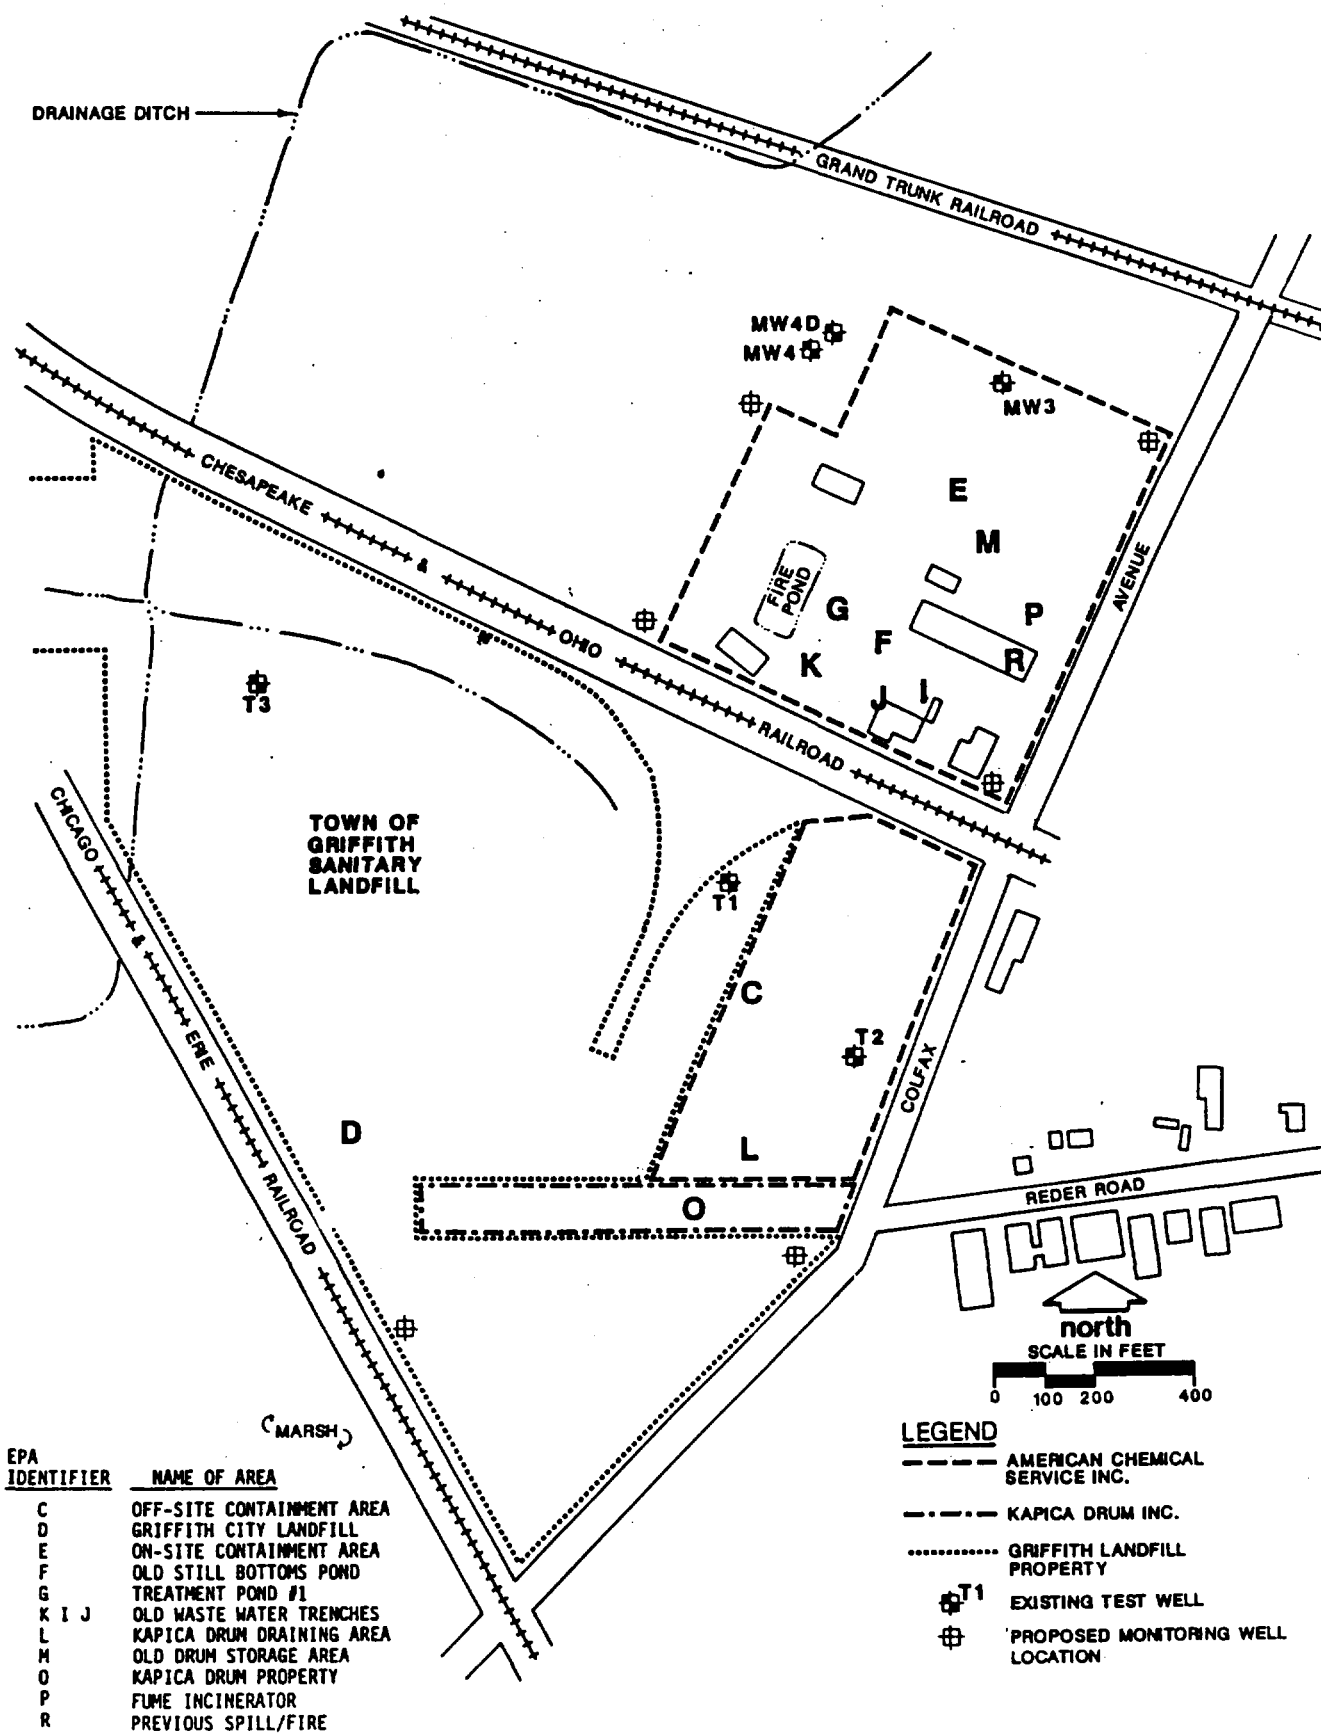 DRAINAGE DITCH
GRAND TRUNK RAILROAD
MW4D
MW4
MW3
CHESAPEAKE & OHIO RAILROAD
E
M
FIRE
POND
G
P
F
R
K
J
I
AVENUE
T3
TOWN OF
GRIFFITH
SANITARY
LANDFILL
T1
C
T2
COLFAX
CHICAGO & ERIE RAILROAD
D
L
O
REDER ROAD
north
SCALE IN FEET
0 100 200 400
MARSH
EPA
IDENTIFIER NAME OF AREA
C OFF-SITE CONTAINMENT AREA
D GRIFFITH CITY LANDFILL
E ON-SITE CONTAINMENT AREA
F OLD STILL BOTTOMS POND
G TREATMENT POND #1
K I J OLD WASTE WATER TRENCHES
L KAPICA DRUM DRAINING AREA
M OLD DRUM STORAGE AREA
O KAPICA DRUM PROPERTY
P FUME INCINERATOR
R PREVIOUS SPILL/FIRE
LEGEND
AMERICAN CHEMICAL
SERVICE INC.
KAPICA DRUM INC.
GRIFFITH LANDFILL
PROPERTY
T1 EXISTING TEST WELL
PROPOSED MONITORING WELL
LOCATION